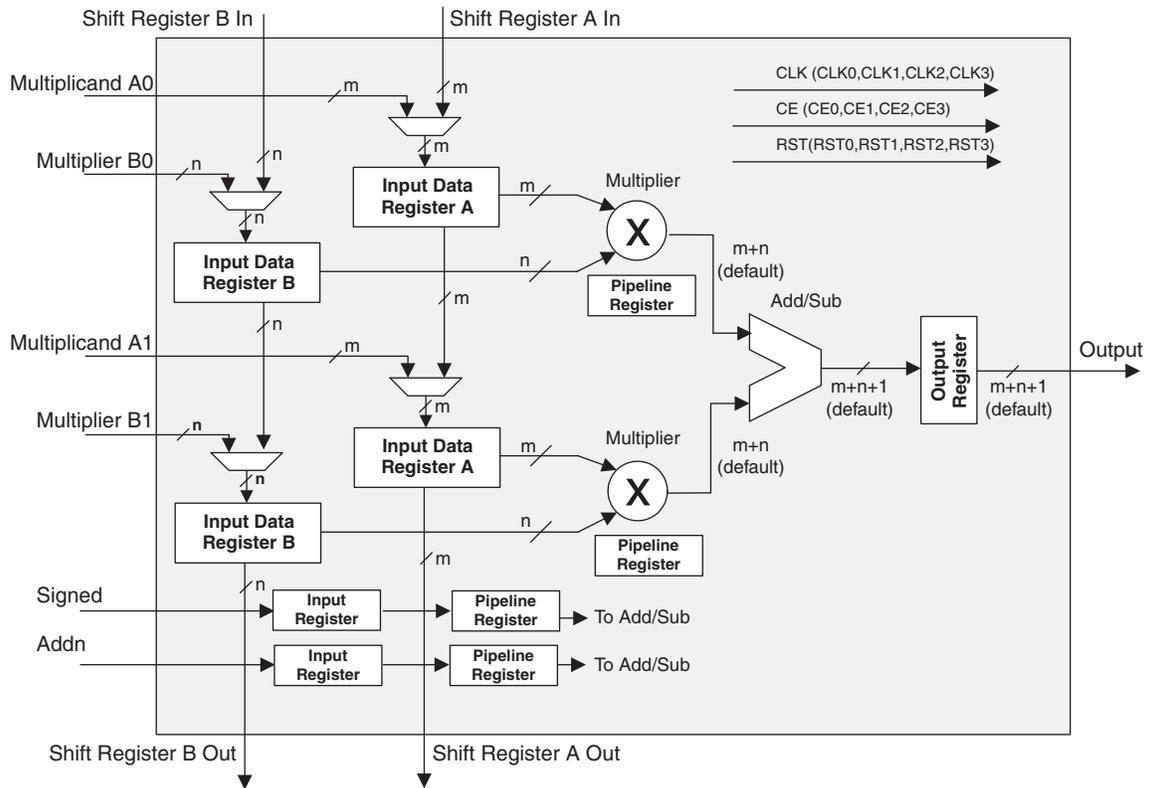 Shift Register B In
Shift Register A In
Multiplicand A0
m
m
CLK (CLK0,CLK1,CLK2,CLK3)
CE (CE0,CE1,CE2,CE3)
RST(RST0,RST1,RST2,RST3)
Multiplier B0
n
n
m
Input Data
Register A
m
Multiplier
X
n
Input Data
Register B
n
m+n
(default)
Pipeline
Register
m
n
Add/Sub
Multiplicand A1
m
Output
m+n+1
(default)
Output
Register
m+n+1
(default)
m
Multiplier B1
n
Input Data
Register A
m
Multiplier
X
m+n
(default)
n
Input Data
Register B
n
Pipeline
Register
m
n
Signed
Input
Register
Pipeline
Register
To Add/Sub
Addn
Input
Register
Pipeline
Register
To Add/Sub
Shift Register B Out
Shift Register A Out